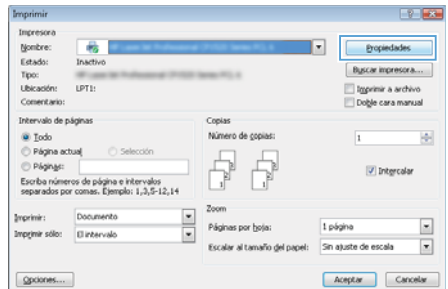 Imprimir
Impresora
Nombre:
Propiedades
Estado: Inactivo
Buscar impresora...
Tipo:
Ubicación: LPT1:
Imprimir a archivo
Comentario:
Doble cara manual
Intervalo de páginas
Todo
Página actual Selección
Páginas:
Escriba números de página e intervalos
separados por comas. Ejemplo: 1,3,5-12,14
Copias
Número de copias: 1
Intercalar
Imprimir: Documento
Imprimir sólo: El intervalo
Zoom
Páginas por hoja: 1 página
Escalar al tamaño del papel: Sin ajuste de escala
Opciones...
Aceptar
Cancelar